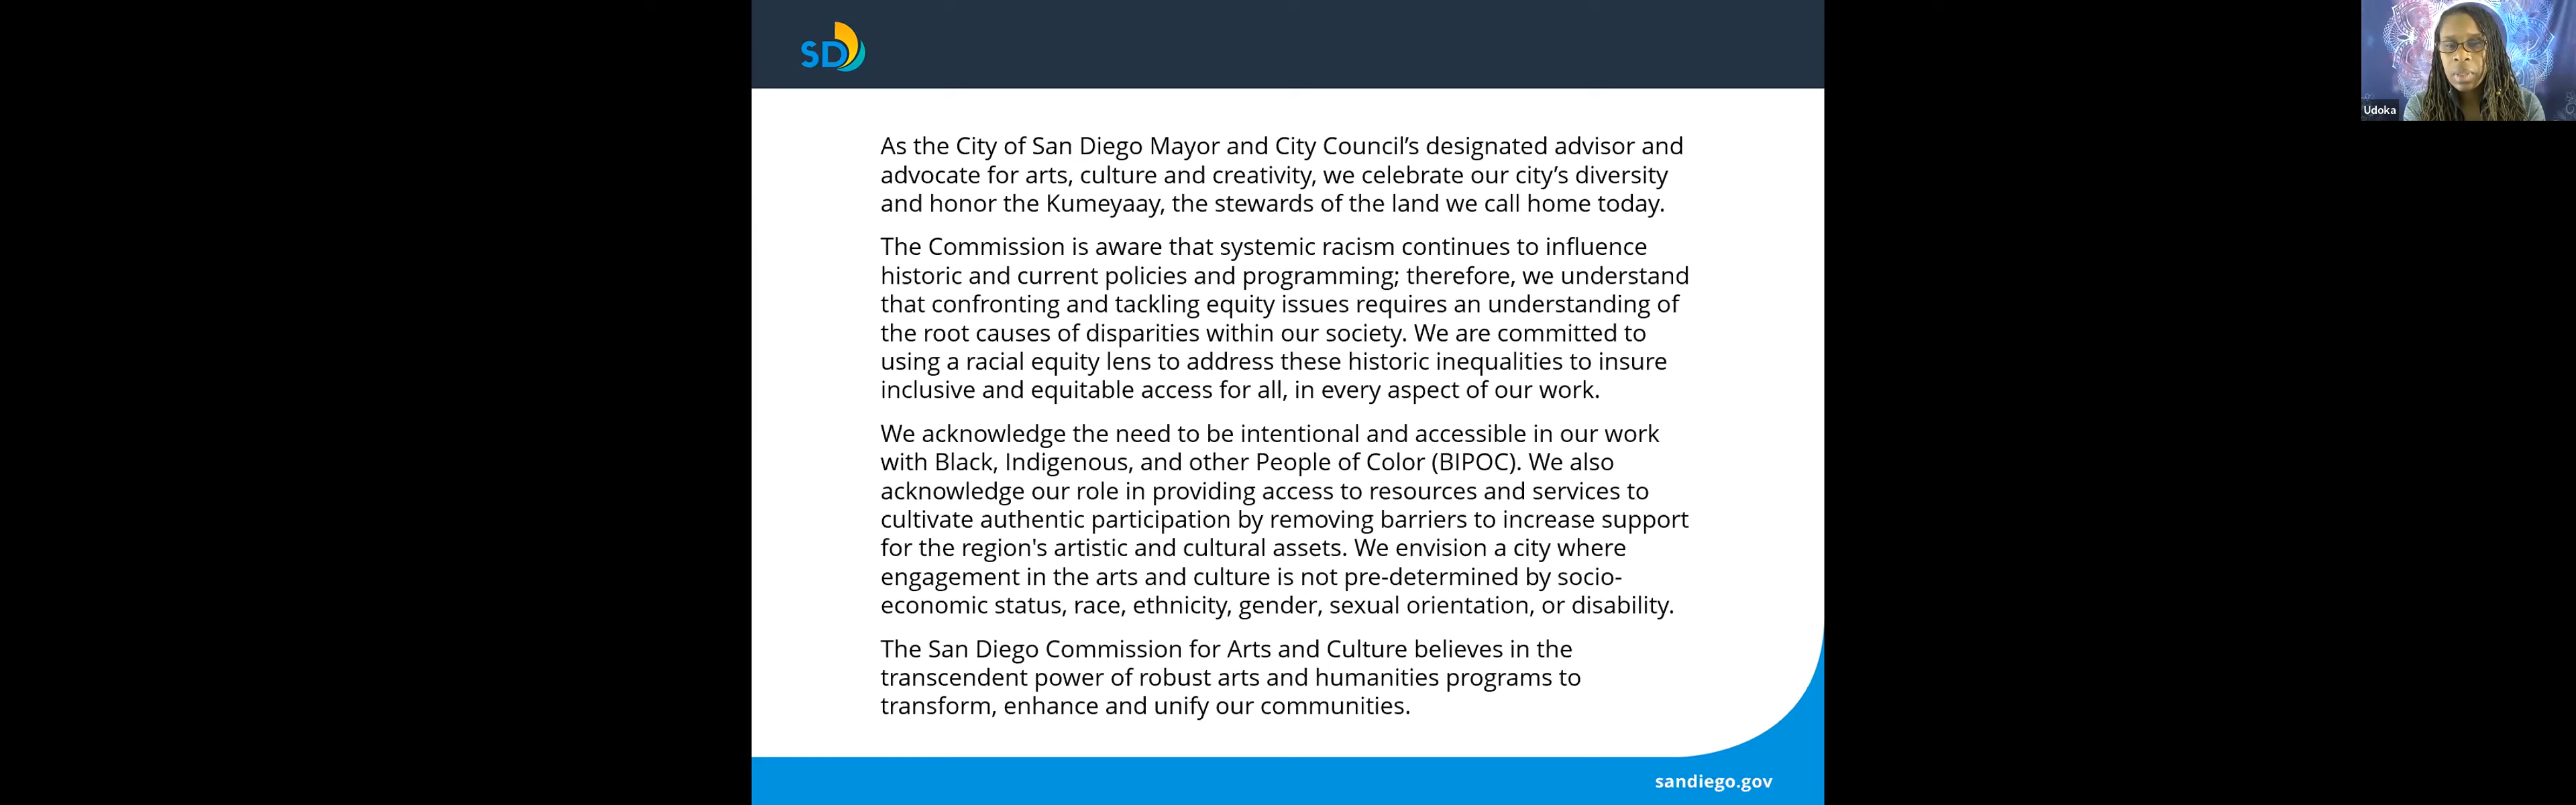 SD
Udoka
As the City of San Diego Mayor and City Council’s designated advisor and
advocate for arts, culture and creativity, we celebrate our city’s diversity
and honor the Kumeyaay, the stewards of the land we call home today.
The Commission is aware that systemic racism continues to influence
historic and current policies and programming; therefore, we understand
that confronting and tackling equity issues requires an understanding of
the root causes of disparities within our society. We are committed to
using a racial equity lens to address these historic inequalities to insure
inclusive and equitable access for all, in every aspect of our work.
We acknowledge the need to be intentional and accessible in our work
with Black, Indigenous, and other People of Color (BIPOC). We also
acknowledge our role in providing access to resources and services to
cultivate authentic participation by removing barriers to increase support
for the region's artistic and cultural assets. We envision a city where
engagement in the arts and culture is not pre-determined by socio-
economic status, race, ethnicity, gender, sexual orientation, or disability.
The San Diego Commission for Arts and Culture believes in the
transcendent power of robust arts and humanities programs to
transform, enhance and unify our communities.
sandiego.gov